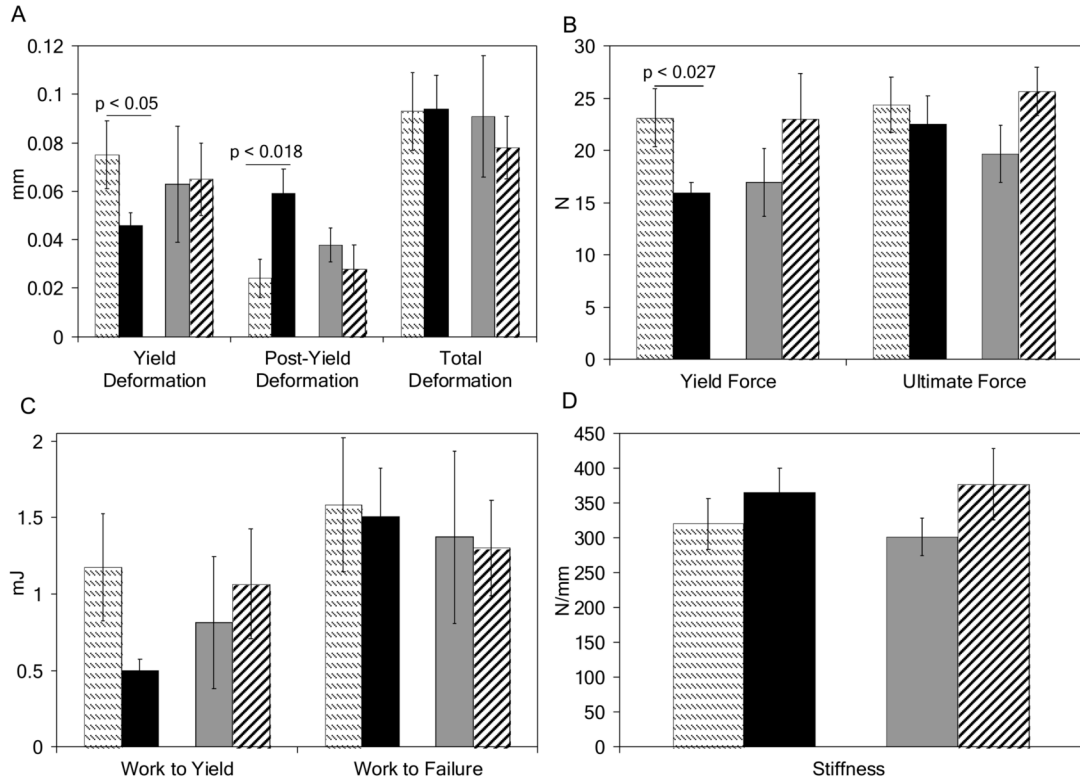 A
0.12
0.1
0.08
0.06
0.04
0.02
0
mm
p < 0.05
p < 0.018
Yield
Deformation
Post-Yield
Deformation
Total
Deformation
B
30
25
20
15
10
5
0
N
p < 0.027
Yield Force
Ultimate Force
C
2
1.5
1
0.5
0
mJ
Work to Yield
Work to Failure
D
450
400
350
300
250
200
150
100
50
0
N/mm
Stiffness